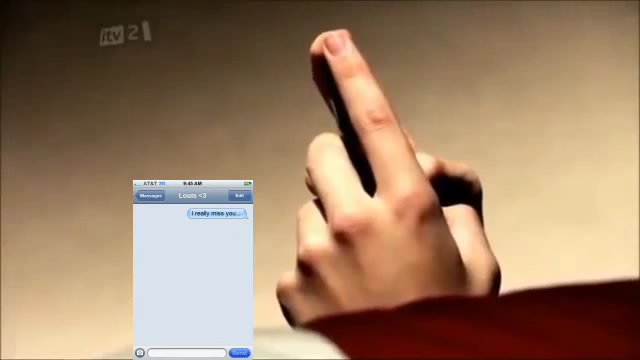 itv2
AT&T 3G 9:45 AM
Messages Louis <3 Edit
I really miss you...
Send